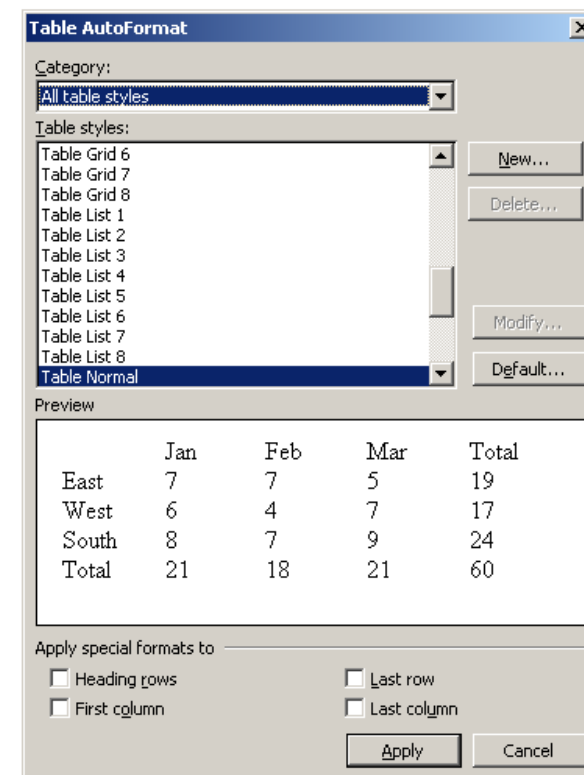 Table AutoFormat
Category:
All table styles
Table styles:
Table Grid 6
Table Grid 7
Table Grid 8
Table List 1
Table List 2
Table List 3
Table List 4
Table List 5
Table List 6
Table List 7
Table List 8
Table Normal
New...
Delete...
Modify...
Default...
Preview
Jan Feb Mar Total
East 7 7 5 19
West 6 4 7 17
South 8 7 9 24
Total 21 18 21 60
Apply special formats to
Heading rows Last row
First column Last column
Apply Cancel